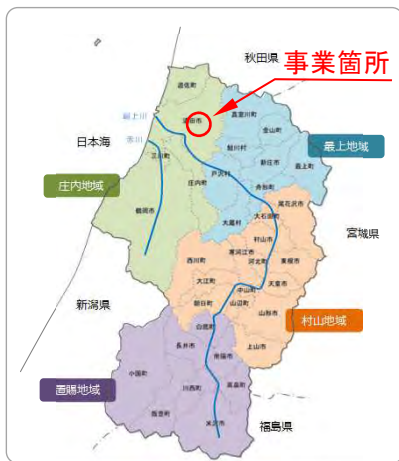 秋田県
事業箇所
遊佐町
最上川
酒田市
真室川町
金山町
日本海
赤川
鮭川村
最上地域
三川町
戸沢村
新庄市
最上町
庄内地域
庄内町
舟形町
鶴岡市
大蔵村
尾花沢市
大石田町
宮城県
村山市
西川町
寒河江市
河北町
東根市
大江町
天童市
新潟県
中山町
朝日町
山辺町
山形市
村山地域
白鷹町
上山市
長井市
南陽市
置賜地域
小国町
川西町
高畠町
飯豊町
米沢市
福島県